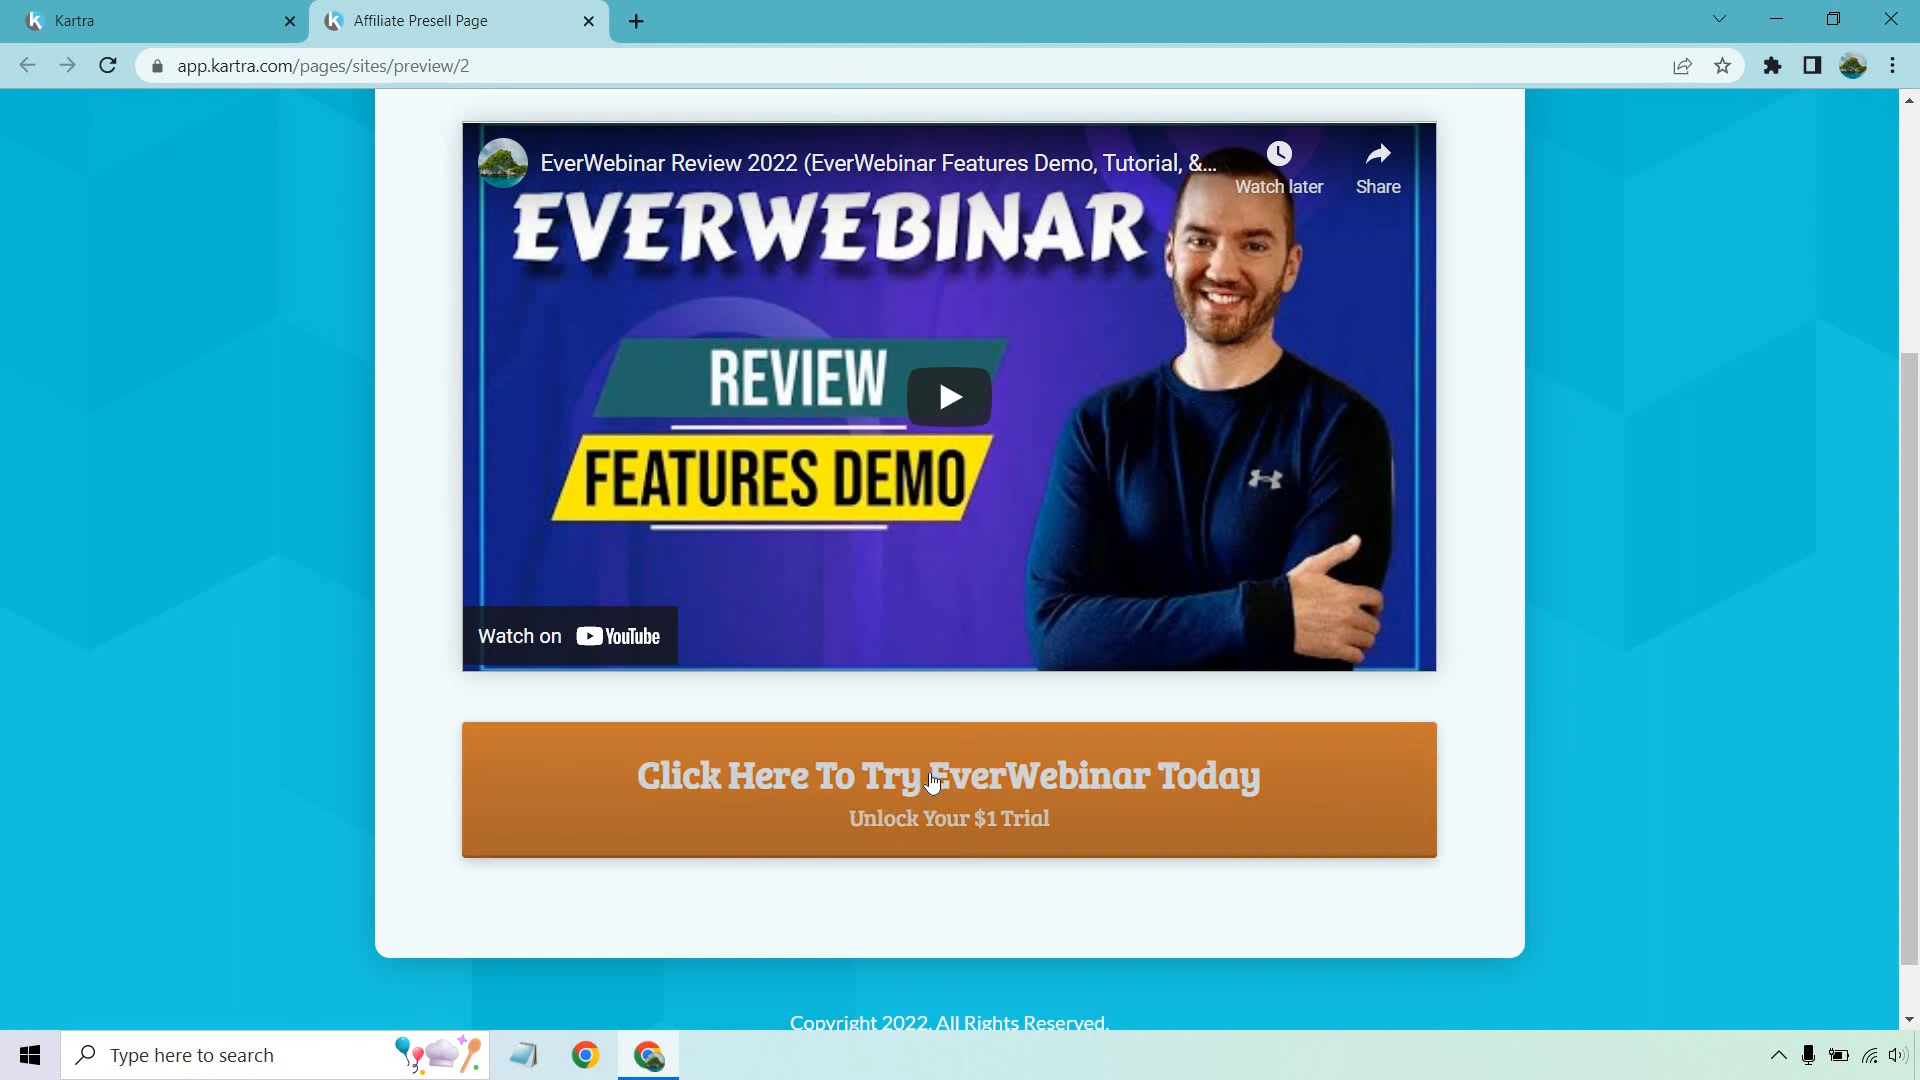 Kartra
Affiliate Presell Page
app.kartra.com/pages/sites/preview/2
EverWebinar Review 2022 (EverWebinar Features Demo, Tutorial, &...
Watch later
Share
EVERWEBINAR
REVIEW
FEATURES DEMO
Watch on YouTube
Click Here To Try EverWebinar Today
Unlock Your $1 Trial
Copyright 2022. All Rights Reserved.
Type here to search